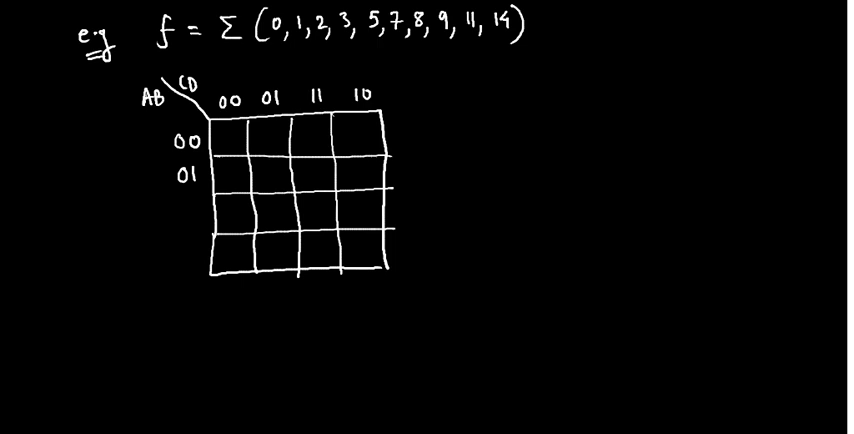 e.g f = Σ (0, 1, 2, 3, 5, 7, 8, 9, 11, 14)
CD
AB 00 01 11 10
00
01